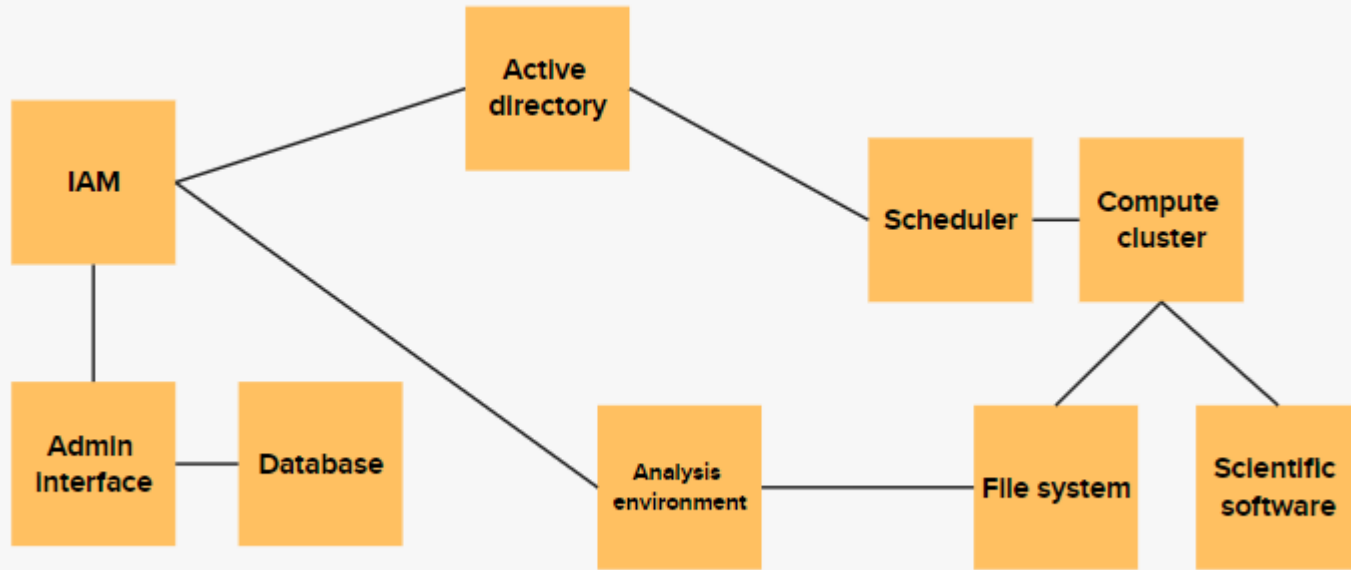 Active
directory
IAM
Scheduler
Compute
cluster
Admin
interface
Database
Analysis
environment
File system
Scientific
software